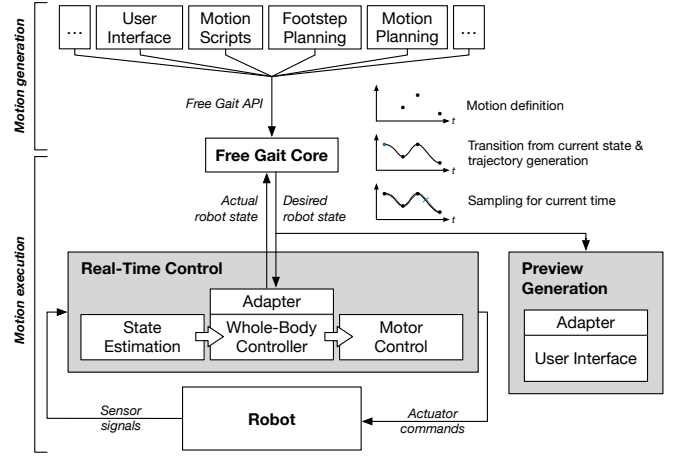 Motion generation
...
User
Interface
Motion
Scripts
Footstep
Planning
Motion
Planning
...
Free Gait API
t
Motion definition
Free Gait Core
t
Transition from current state &
trajectory generation
Actual
robot state
Desired
robot state
t
Sampling for current time
Motion execution
Real-Time Control
Adapter
State
Estimation
Whole-Body
Controller
Motor
Control
Preview
Generation
Adapter
User Interface
Sensor
signals
Robot
Actuator
commands